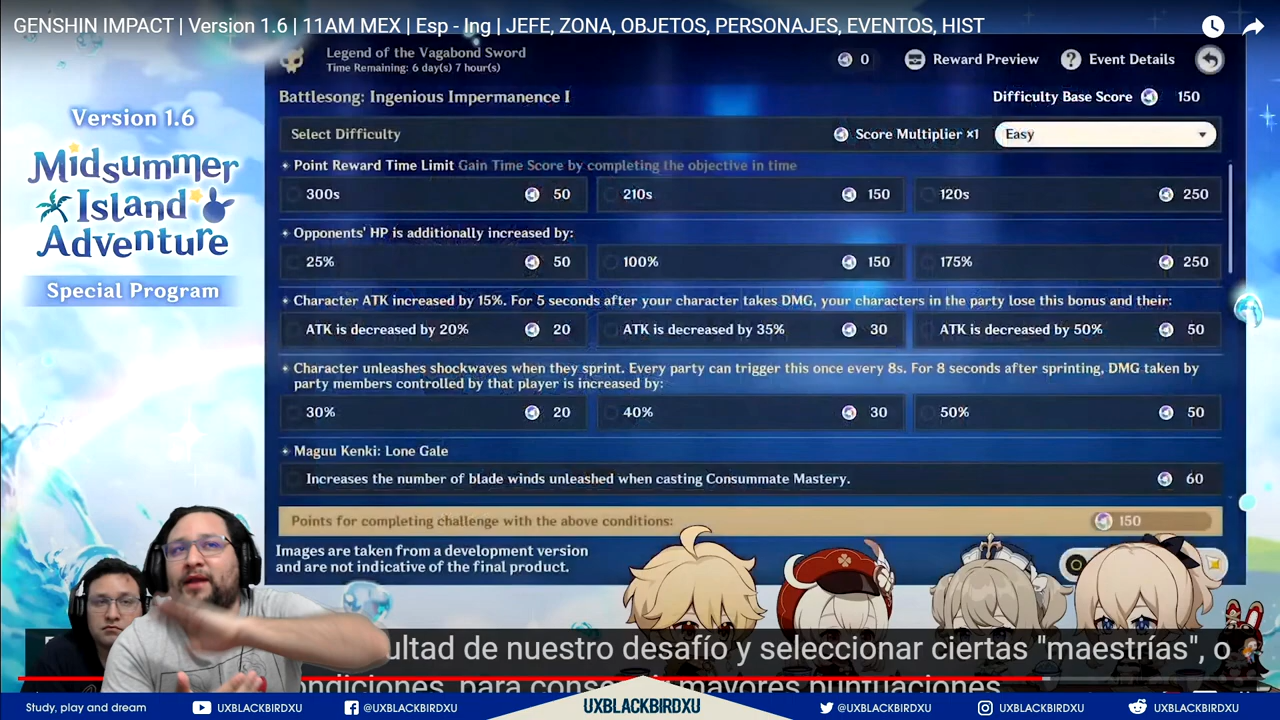 GENSHIN IMPACT | Version 1.6 | 11AM MEX | Esp - Ing | JEFE, ZONA, OBJETOS, PERSONAJES, EVENTOS, HIST
Legend of the Vagabond Sword
Time Remaining: 6 day(s) 7 hour(s)
0
Reward Preview
? Event Details
Battlesong: Ingenious Impermanence I
Difficulty Base Score 150
Version 1.6
Midsummer
Island
Adventure
Special Program
Select Difficulty
Score Multiplier ×1
Easy
Point Reward Time Limit Gain Time Score by completing the objective in time
300s 50 210s 150 120s 250
Opponents' HP is additionally increased by:
25% 50 100% 150 175% 250
Character ATK increased by 15%. For 5 seconds after your character takes DMG, your characters in the party lose this bonus and their:
ATK is decreased by 20% 20 ATK is decreased by 35% 30 ATK is decreased by 50% 50
Character unleashes shockwaves when they sprint. Every party can trigger this once every 8s. For 8 seconds after sprinting, DMG taken by
party members controlled by that player is increased by:
30% 20 40% 30 50% 50
Maguu Kenki: Lone Gale
Increases the number of blade winds unleashed when casting Consummate Mastery. 60
Points for completing challenge with the above conditions: 150
Images are taken from a development version
and are not indicative of the final product.
de nuestro desafío y seleccionar ciertas "maestrías", o
para mayores puntuaciones
Study, play and dream
UXBLACKBIRDXU
@UXBLACKBIRDXU
UXBLACKBIRDXU
@UXBLACKBIRDXU
UXBLACKBIRDXU
UXBLACKBIRDXU